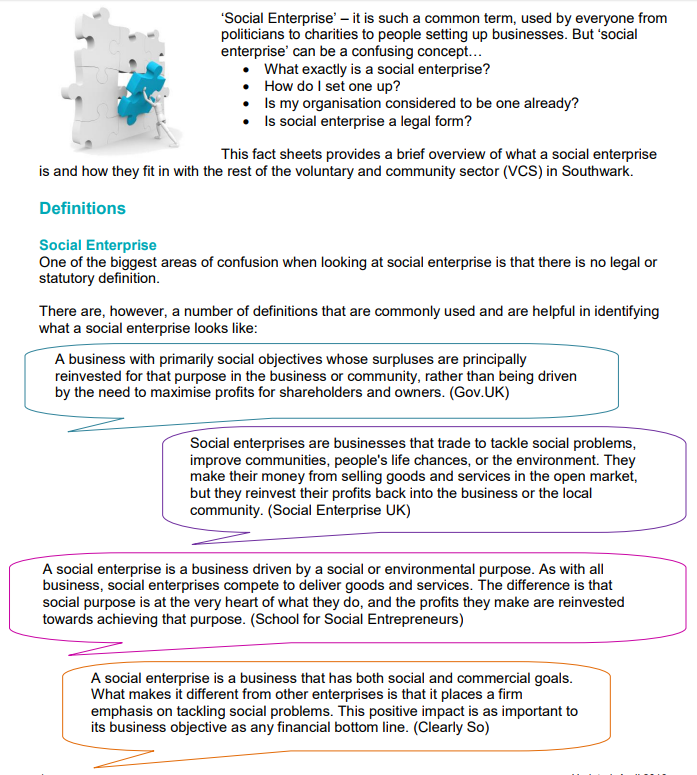 ‘Social Enterprise’ – it is such a common term, used by everyone from
politicians to charities to people setting up businesses. But ‘social
enterprise’ can be a confusing concept…
• What exactly is a social enterprise?
• How do I set one up?
• Is my organisation considered to be one already?
• Is social enterprise a legal form?
This fact sheets provides a brief overview of what a social enterprise
is and how they fit in with the rest of the voluntary and community sector (VCS) in Southwark.
Definitions
Social Enterprise
One of the biggest areas of confusion when looking at social enterprise is that there is no legal or
statutory definition.
There are, however, a number of definitions that are commonly used and are helpful in identifying
what a social enterprise looks like:
A business with primarily social objectives whose surpluses are principally
reinvested for that purpose in the business or community, rather than being driven
by the need to maximise profits for shareholders and owners. (Gov.UK)
Social enterprises are businesses that trade to tackle social problems,
improve communities, people's life chances, or the environment. They
make their money from selling goods and services in the open market,
but they reinvest their profits back into the business or the local
community. (Social Enterprise UK)
A social enterprise is a business driven by a social or environmental purpose. As with all
business, social enterprises compete to deliver goods and services. The difference is that
social purpose is at the very heart of what they do, and the profits they make are reinvested
towards achieving that purpose. (School for Social Entrepreneurs)
A social enterprise is a business that has both social and commercial goals.
What makes it different from other enterprises is that it places a firm
emphasis on tackling social problems. This positive impact is as important to
its business objective as any financial bottom line. (Clearly So)